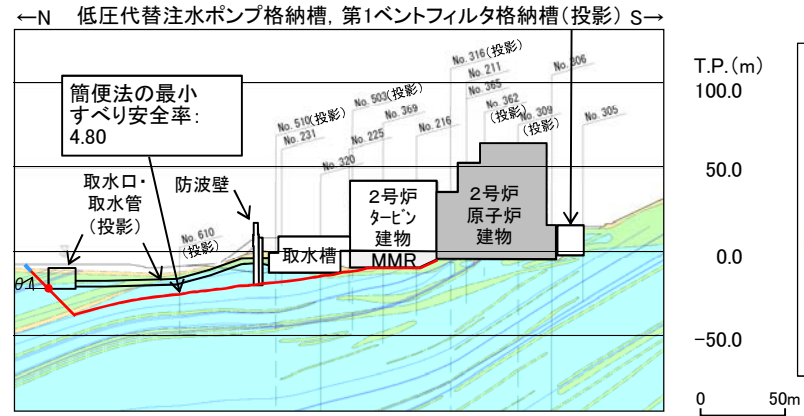 ←N 低圧代替注水ポンプ格納槽，第1ベントフィルタ格納槽(投影) S→
T.P.(m)
100.0
50.0
0.0
−50.0
0 50m
簡便法の最小
すべり安全率:
4.80
No. 316(投影)
No. 211
No. 365
No. 362
(投影)
No. 309
(投影)
No. 306
No. 305
No. 510(投影)
No. 231
No. 320
No. 503(投影)
No. 225
No. 369
No. 216
取水口・
取水管
(投影)
防波壁
No. 610
(投影)
取水槽
2号炉
タービン
建物
MMR
2号炉
原子炉
建物